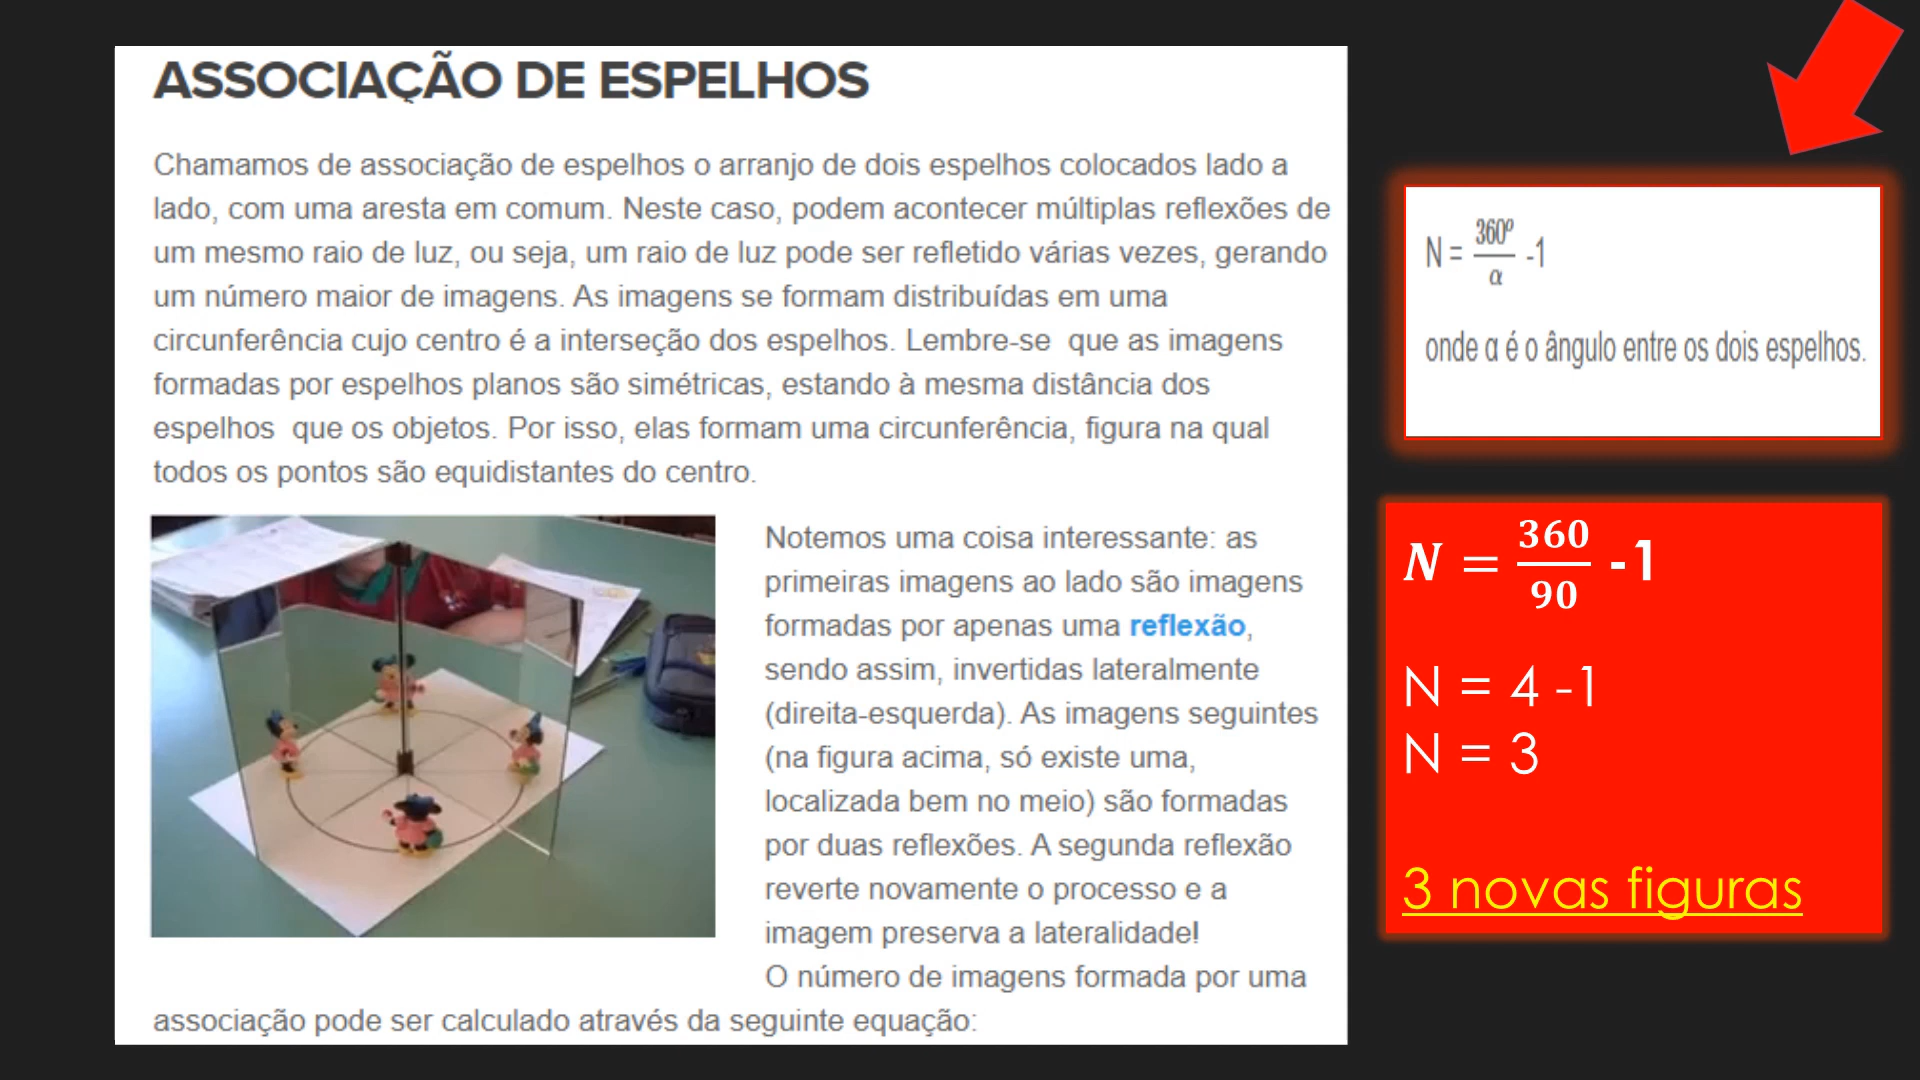 ASSOCIAÇÃO DE ESPELHOS
Chamamos de associação de espelhos o arranjo de dois espelhos colocados lado a
lado, com uma aresta em comum. Neste caso, podem acontecer múltiplas reflexões de
um mesmo raio de luz, ou seja, um raio de luz pode ser refletido várias vezes, gerando
um número maior de imagens. As imagens se formam distribuídas em uma
circunferência cujo centro é a interseção dos espelhos. Lembre-se  que as imagens
formadas por espelhos planos são simétricas, estando à mesma distância dos
espelhos  que os objetos. Por isso, elas formam uma circunferência, figura na qual
todos os pontos são equidistantes do centro.
Notemos uma coisa interessante: as
primeiras imagens ao lado são imagens
formadas por apenas uma reflexão,
sendo assim, invertidas lateralmente
(direita-esquerda). As imagens seguintes
(na figura acima, só existe uma,
localizada bem no meio) são formadas
por duas reflexões. A segunda reflexão
reverte novamente o processo e a
imagem preserva a lateralidade!
O número de imagens formada por uma
associação pode ser calculado através da seguinte equação:
N = 360º/α -1
onde α é o ângulo entre os dois espelhos.
N = 360/90 -1
N = 4 -1
N = 3
3 novas figuras